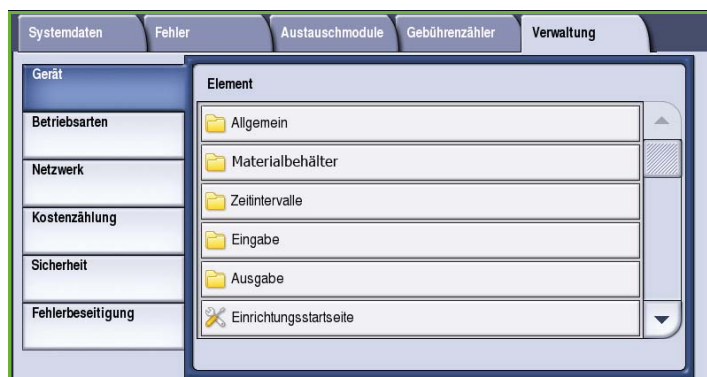 Systemdaten Fehler Austauschmodule Gebührenzähler Verwaltung
Gerät
Betriebsarten
Netzwerk
Kostenzählung
Sicherheit
Fehlerbeseitigung
Element
Allgemein
Materialbehälter
Zeitintervalle
Eingabe
Ausgabe
Einrichtungsstartseite